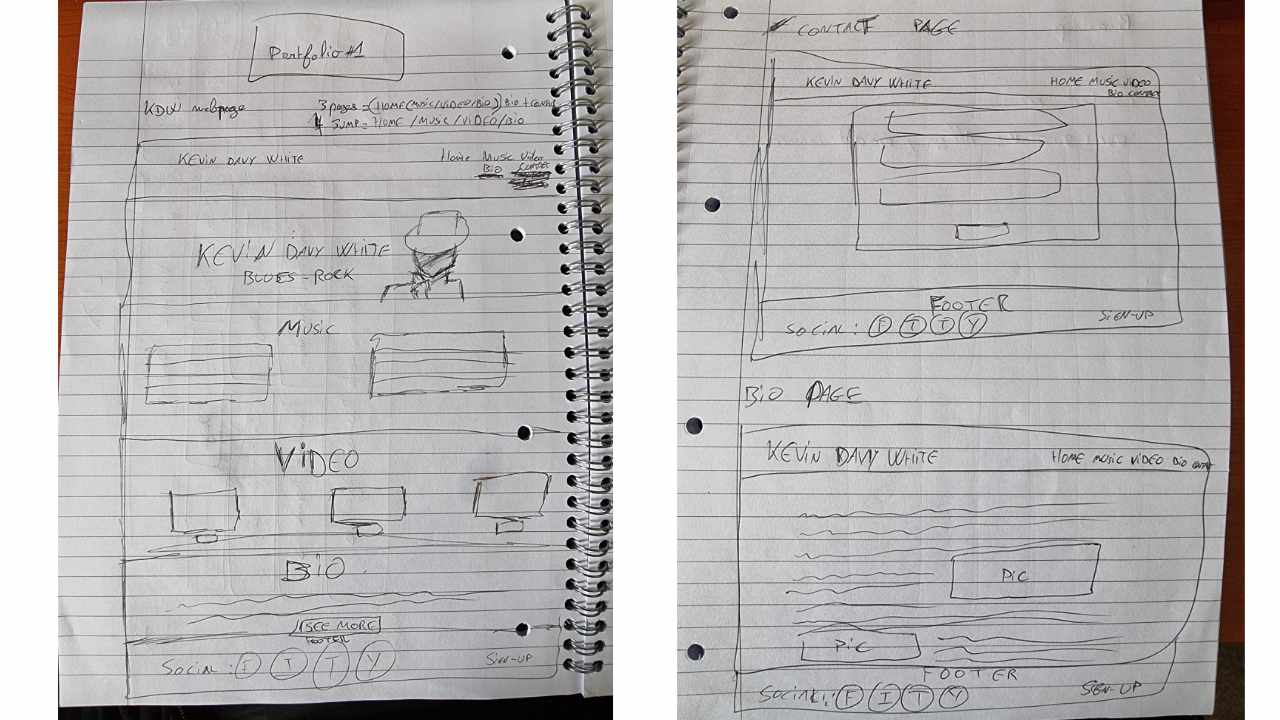 Portfolio #1
KDW webpage
3 pages = (HOME(MUSIC/VIDEO/BIO)) BIO + CONTACT
4 JUMP = HOME / MUSIC / VIDEO / BIO
KEVIN DAVY WHITE
Home Music Video
BIO CONTACT
KEVIN DAVY WHITE
BLUES - ROCK
MUSIC
VIDEO
BIO
SEE MORE
FOOTER
SOCIAL : I T Y
SIGN-UP
CONTACT PAGE
KEVIN DAVY WHITE
HOME MUSIC VIDEO
BIO CONTACT
FOOTER
SOCIAL : F I T Y
SIGN-UP
BIO PAGE
KEVIN DAVY WHITE
HOME MUSIC VIDEO BIO CONTACT
PIC
PIC
FOOTER
SOCIAL : F I T Y
SIGN-UP